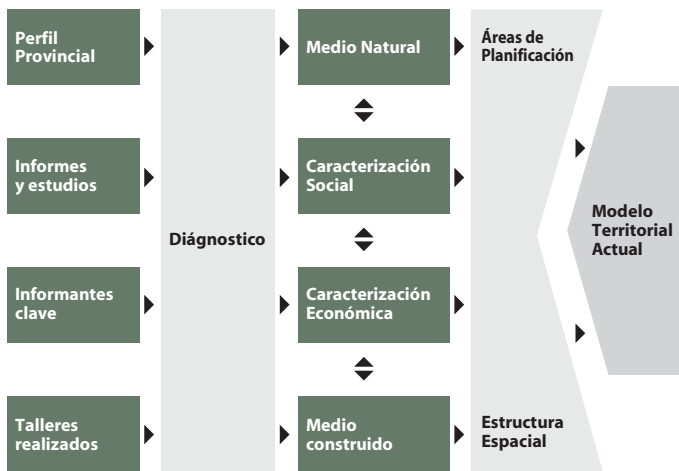 Perfil
Provincial
Medio Natural
Áreas de
Planificación
Informes
y estudios
Caracterización
Social
Diágnostico
Modelo
Territorial
Actual
Informantes
clave
Caracterización
Económica
Talleres
realizados
Medio
construido
Estructura
Espacial